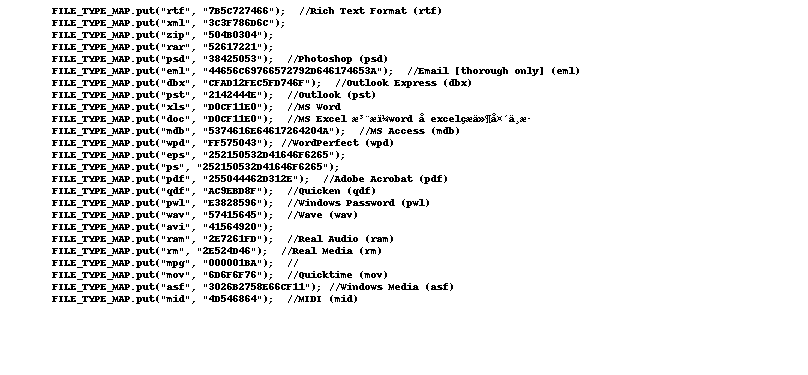 FILE_TYPE_MAP.put("rtf", "7B5C727466");  //Rich Text Format (rtf)
FILE_TYPE_MAP.put("xml", "3C3F786D6C");
FILE_TYPE_MAP.put("zip", "504B0304");
FILE_TYPE_MAP.put("rar", "52617221");
FILE_TYPE_MAP.put("psd", "38425053");  //Photoshop (psd)
FILE_TYPE_MAP.put("eml", "44656C69766572792D646174653A");  //Email [thorough only] (eml)
FILE_TYPE_MAP.put("dbx", "CFAD12FEC5FD746F");  //Outlook Express (dbx)
FILE_TYPE_MAP.put("pst", "2142444E");  //Outlook (pst)
FILE_TYPE_MAP.put("xls", "D0CF11E0");  //MS Word
FILE_TYPE_MAP.put("doc", "D0CF11E0");  //MS Excel word excel
FILE_TYPE_MAP.put("mdb", "5374616E64617264204A");  //MS Access (mdb)
FILE_TYPE_MAP.put("wpd", "FF575043"); //WordPerfect (wpd)
FILE_TYPE_MAP.put("eps", "252150532D41646F6265");
FILE_TYPE_MAP.put("ps", "252150532D41646F6265");
FILE_TYPE_MAP.put("pdf", "255044462D312E");  //Adobe Acrobat (pdf)
FILE_TYPE_MAP.put("qdf", "AC9EBD8F");  //Quicken (qdf)
FILE_TYPE_MAP.put("pwl", "E3828596");  //Windows Password (pwl)
FILE_TYPE_MAP.put("wav", "57415645");  //Wave (wav)
FILE_TYPE_MAP.put("avi", "41564920");
FILE_TYPE_MAP.put("ram", "2E7261FD");  //Real Audio (ram)
FILE_TYPE_MAP.put("rm", "2E524D46");  //Real Media (rm)
FILE_TYPE_MAP.put("mpg", "000001BA");  //
FILE_TYPE_MAP.put("mov", "6D6F6F76");  //Quicktime (mov)
FILE_TYPE_MAP.put("asf", "3026B2758E66CF11"); //Windows Media (asf)
FILE_TYPE_MAP.put("mid", "4D546864");  //MIDI (mid)